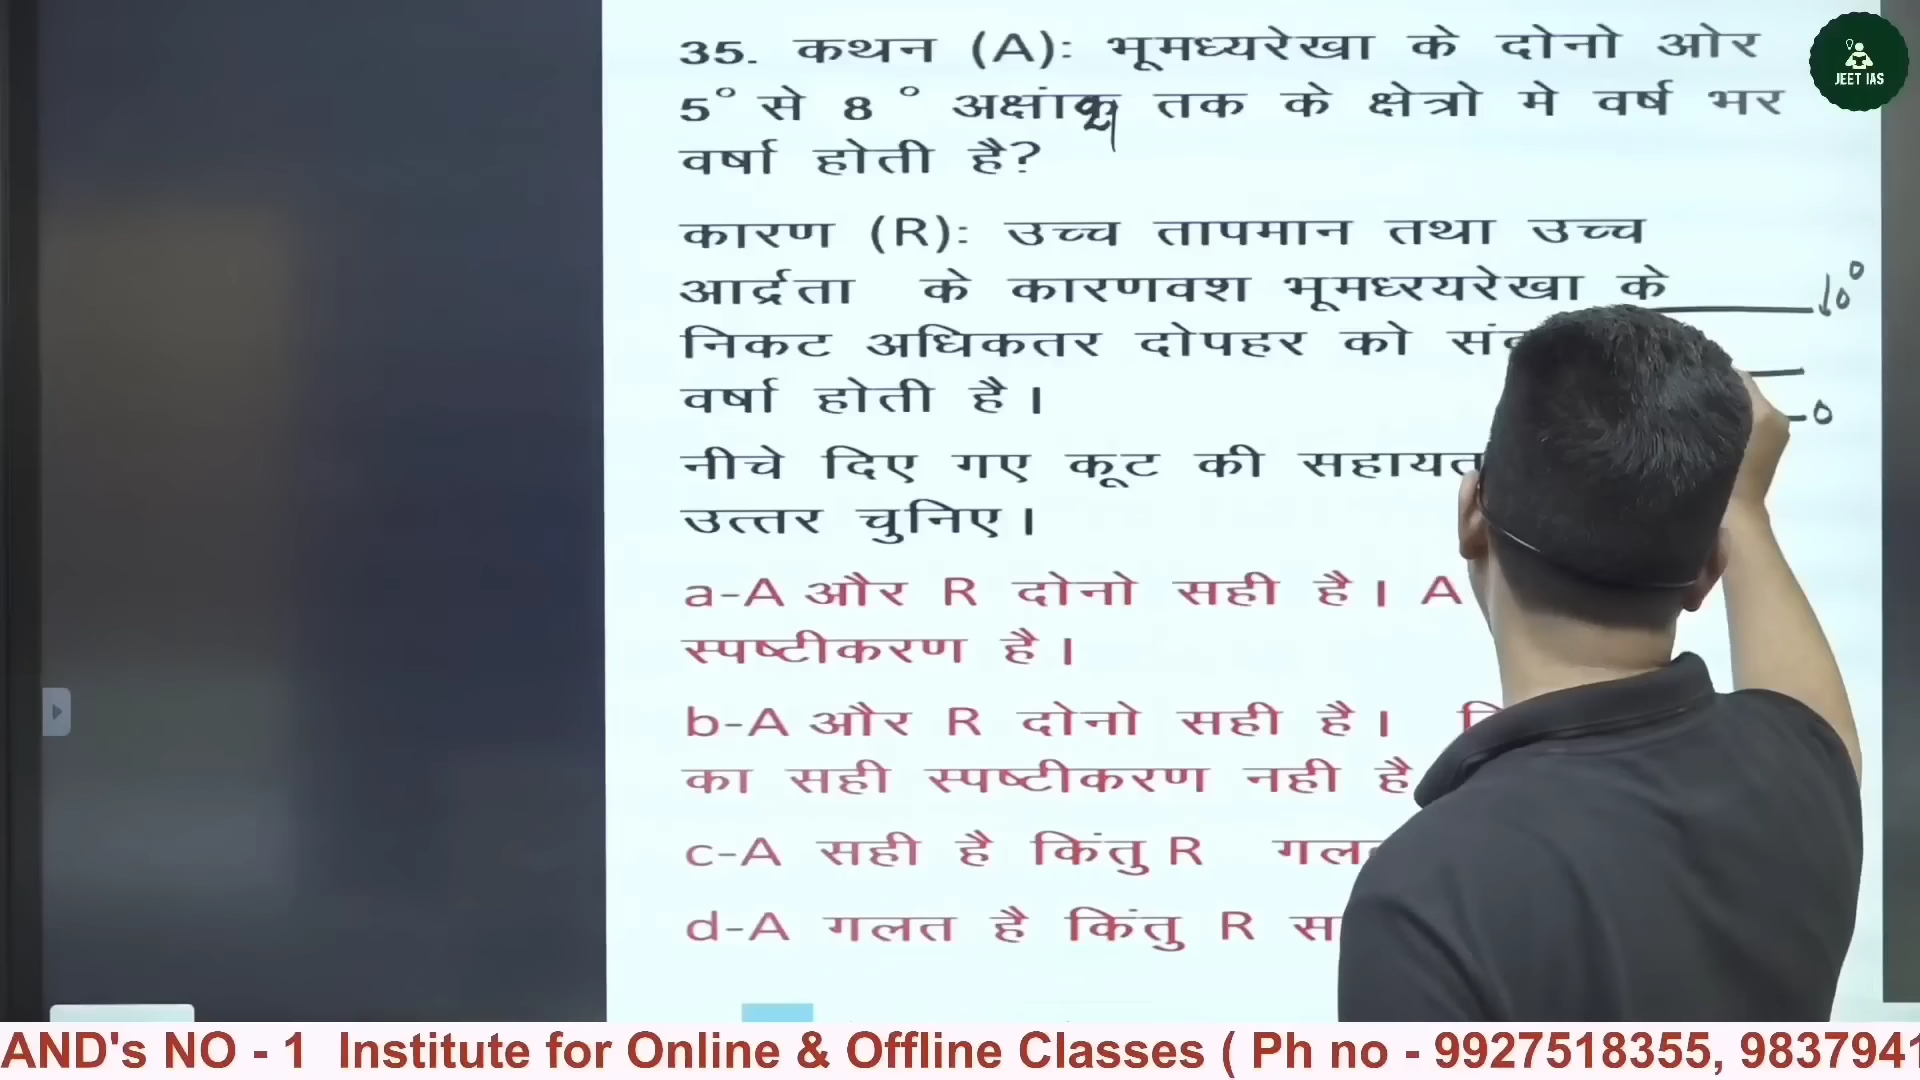 35. कथन (A): भूमध्यरेखा के दोनो ओर
5° से 8 ° तक के क्षेत्रो मे वर्ष भर
वर्षा होती है?
कारण (R): उच्च तापमान तथा उच्च
आर्द्रता के कारणवश भूमध्रयरेखा के
निकट अधिकतर दोपहर को
वर्षा होती है।
नीचे दिए गए कूट की
उत्तर चुनिए।
a-A और R दोनो सही है। A
स्पष्टीकरण है।
b-A और R दोनो सही है।
का सही स्पष्टीकरण नही है
c-A सही है किंतु R
d-A गलत है किंतु R
10°
0
JEET IAS
AND's NO - 1 Institute for Online & Offline Classes ( Ph no - 9927518355, 983794